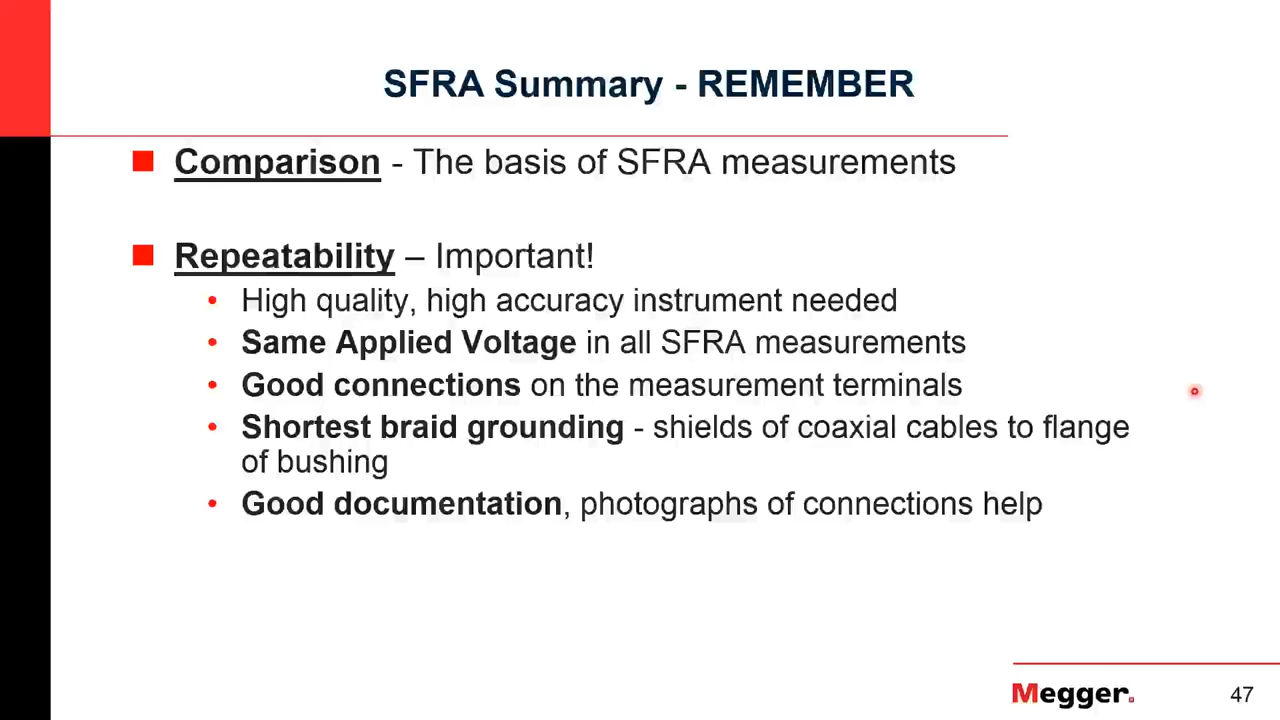 SFRA Summary - REMEMBER
Comparison - The basis of SFRA measurements
Repeatability – Important!
High quality, high accuracy instrument needed
Same Applied Voltage in all SFRA measurements
Good connections on the measurement terminals
Shortest braid grounding - shields of coaxial cables to flange
of bushing
Good documentation, photographs of connections help
Megger.
47